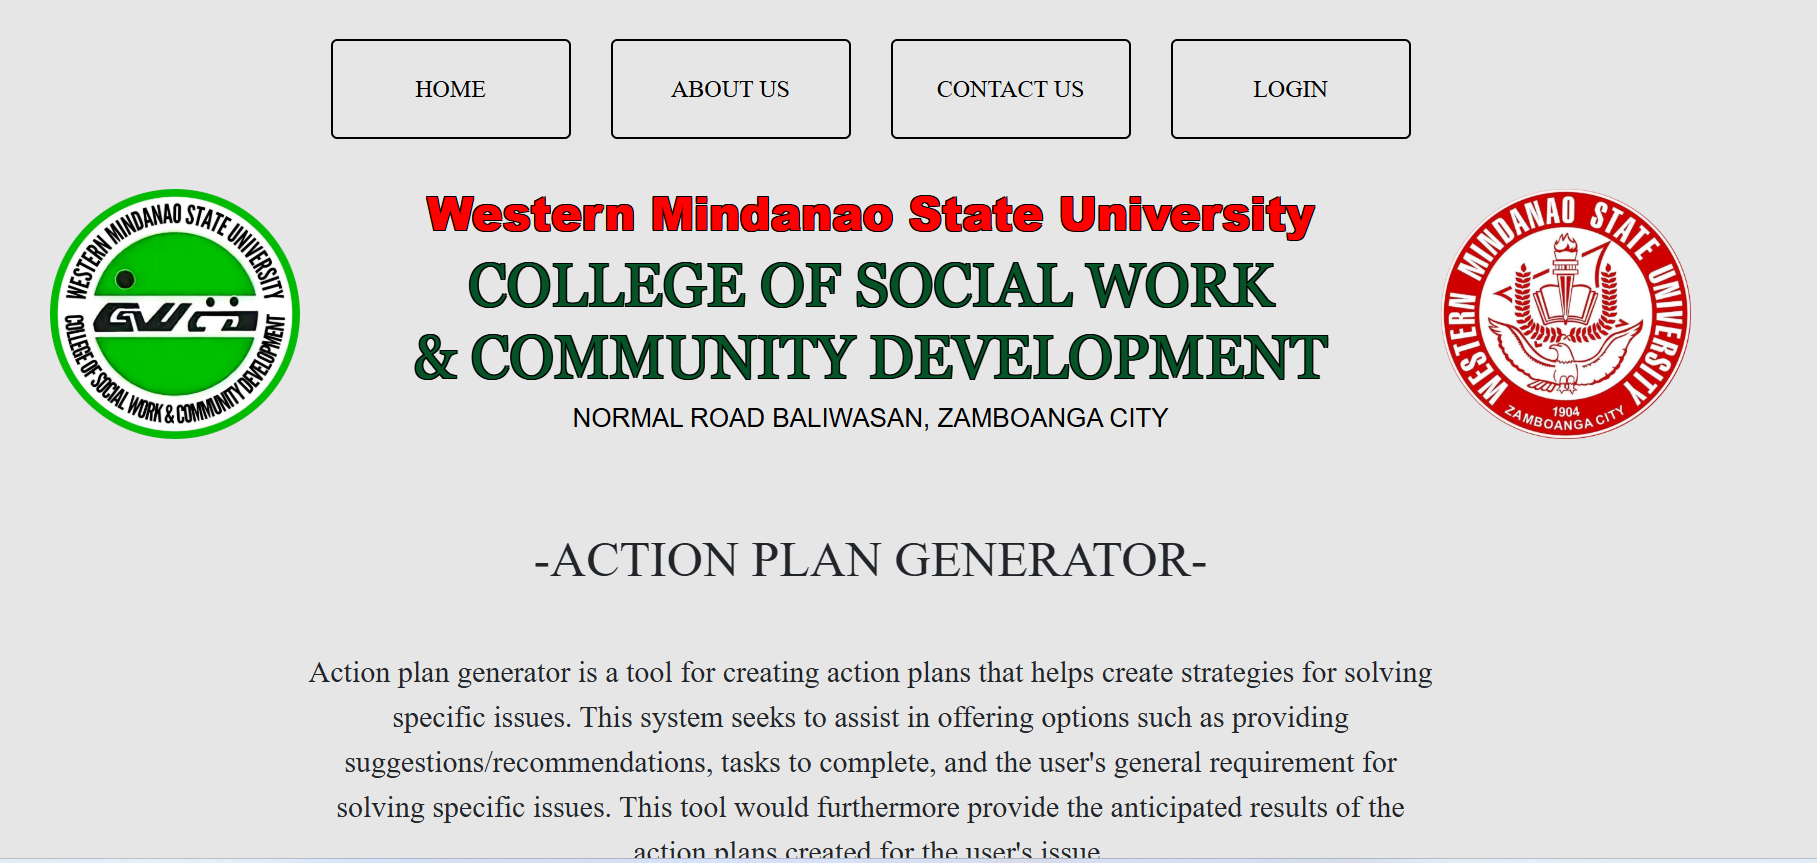 HOME
ABOUT US
CONTACT US
LOGIN
WESTERN MINDANAO STATE UNIVERSITY
COLLEGE OF SOCIAL WORK & COMMUNITY DEVELOPMENT
Western Mindanao State University
COLLEGE OF SOCIAL WORK
& COMMUNITY DEVELOPMENT
NORMAL ROAD BALIWASAN, ZAMBOANGA CITY
WESTERN MINDANAO STATE UNIVERSITY
1904
ZAMBOANGA CITY
-ACTION PLAN GENERATOR-
Action plan generator is a tool for creating action plans that helps create strategies for solving
specific issues. This system seeks to assist in offering options such as providing
suggestions/recommendations, tasks to complete, and the user's general requirement for
solving specific issues. This tool would furthermore provide the anticipated results of the
action plans created for the user's issue